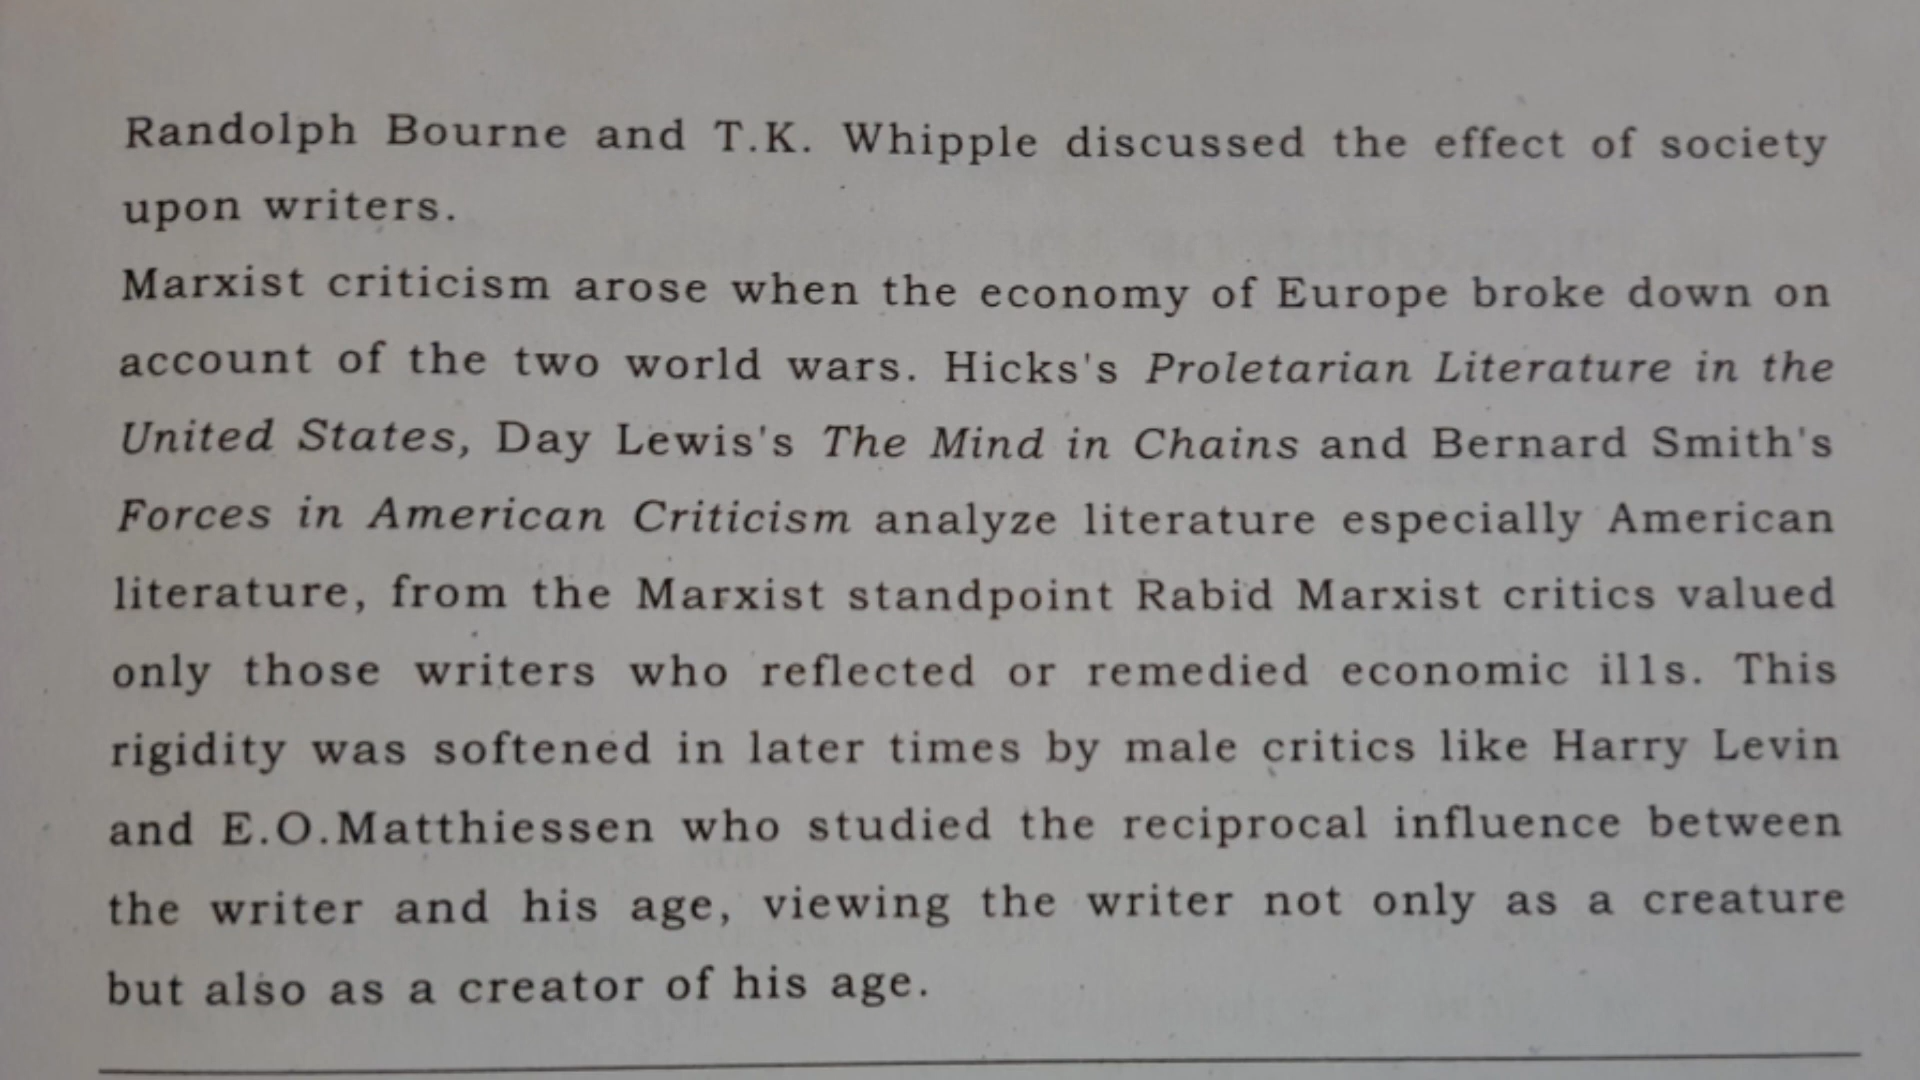 Randolph Bourne and T.K. Whipple discussed the effect of society
upon writers.
Marxist criticism arose when the economy of Europe broke down on
account of the two world wars. Hicks's Proletarian Literature in the
United States, Day Lewis's The Mind in Chains and Bernard Smith's
Forces in American Criticism analyze literature especially American
literature, from the Marxist standpoint Rabid Marxist critics valued
only those writers who reflected or remedied economic ills. This
rigidity was softened in later times by male critics like Harry Levin
and E.O.Matthiessen who studied the reciprocal influence between
the writer and his age, viewing the writer not only as a creature
but also as a creator of his age.